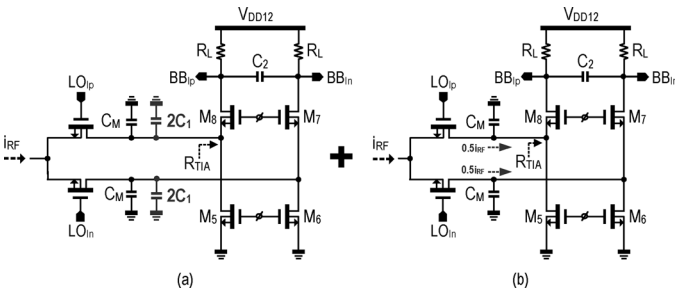 VDD12
RL RL
C2
BBIp BBIn
LOIp
M8 M7
CM 2C1
iRF
RTIA
CM 2C1
LOIn
M5 M6
(a)
+
VDD12
RL RL
C2
BBIp BBIn
LOIp
M8 M7
CM
iRF
0.5iRF
RTIA
0.5iRF
CM
LOIn
M5 M6
(b)